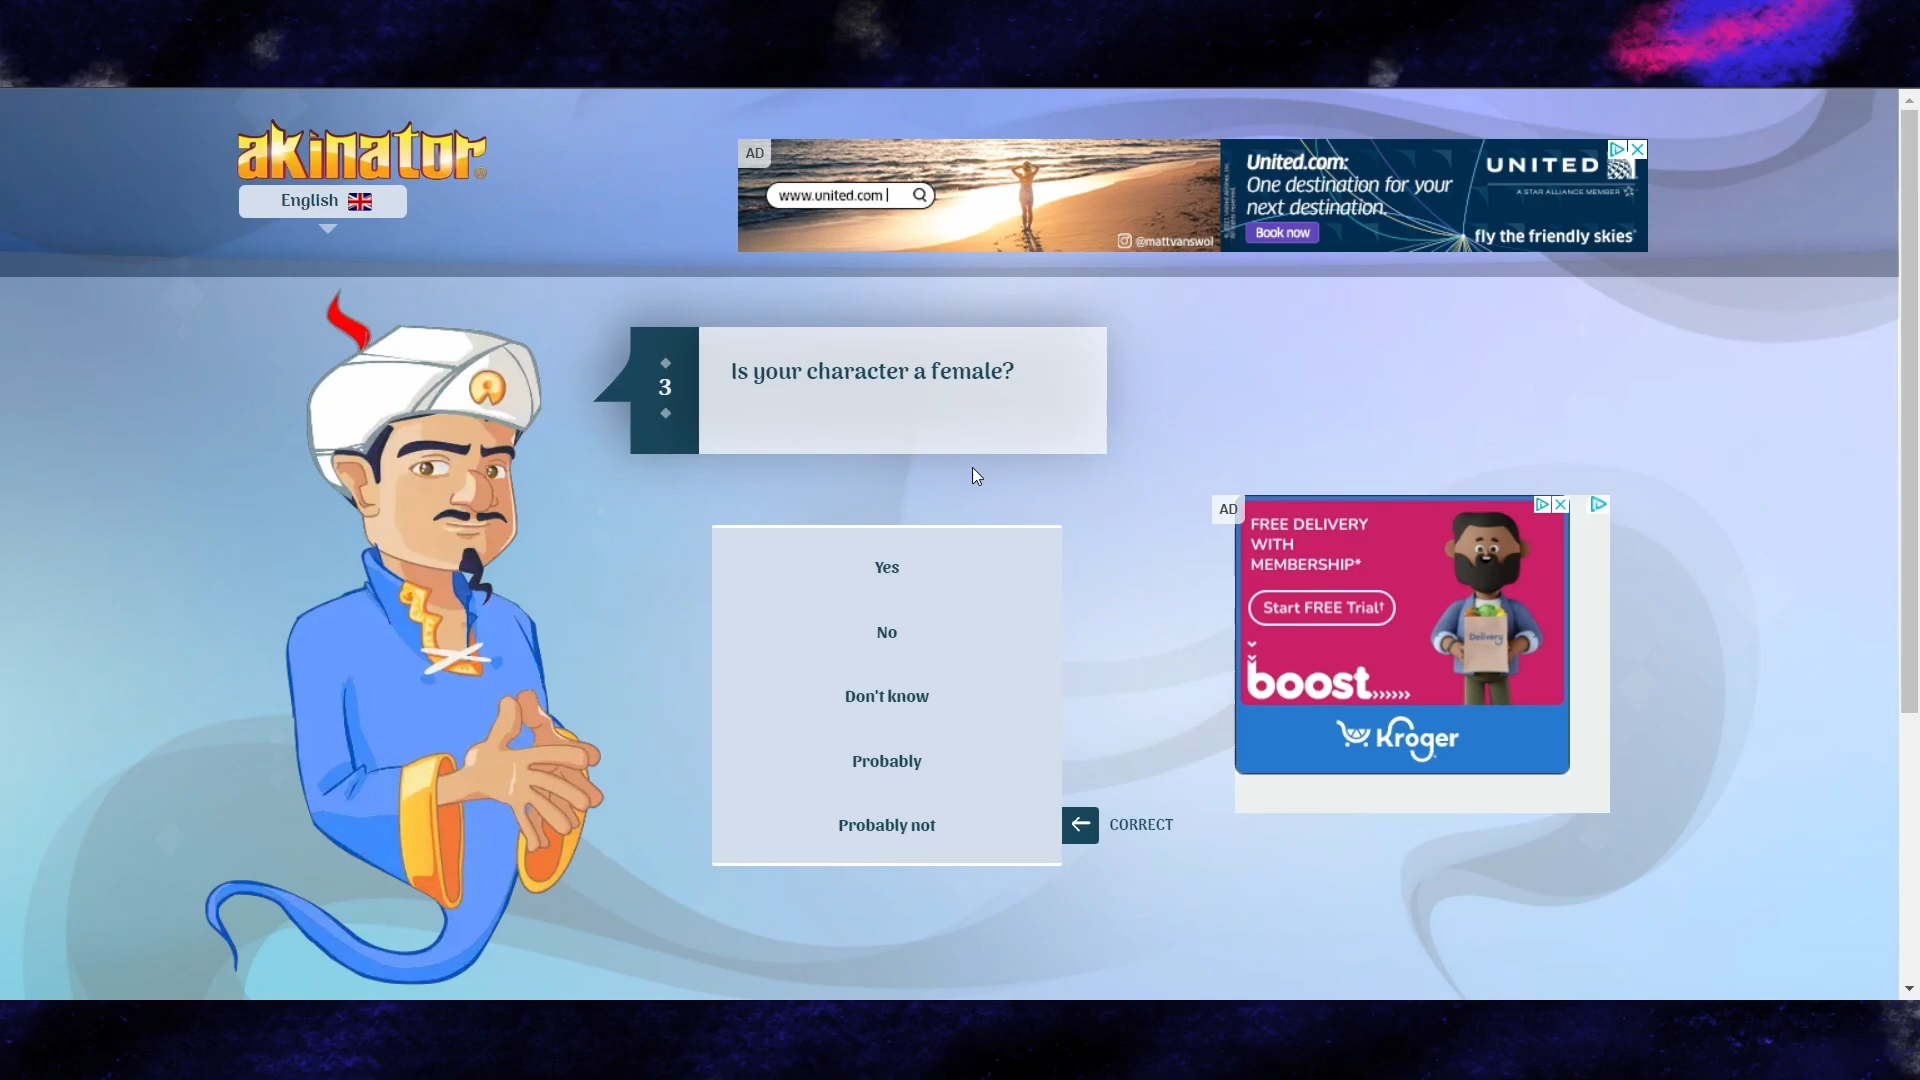 akinator
English
AD
www.united.com
@mattvanswol
United.com:
One destination for your
next destination.
Book now
UNITED
A STAR ALLIANCE MEMBER
fly the friendly skies
3
Is your character a female?
Yes
No
Don't know
Probably
Probably not
CORRECT
AD
FREE DELIVERY
WITH
MEMBERSHIP*
Start FREE Trial†
Delivery
boost
Kroger